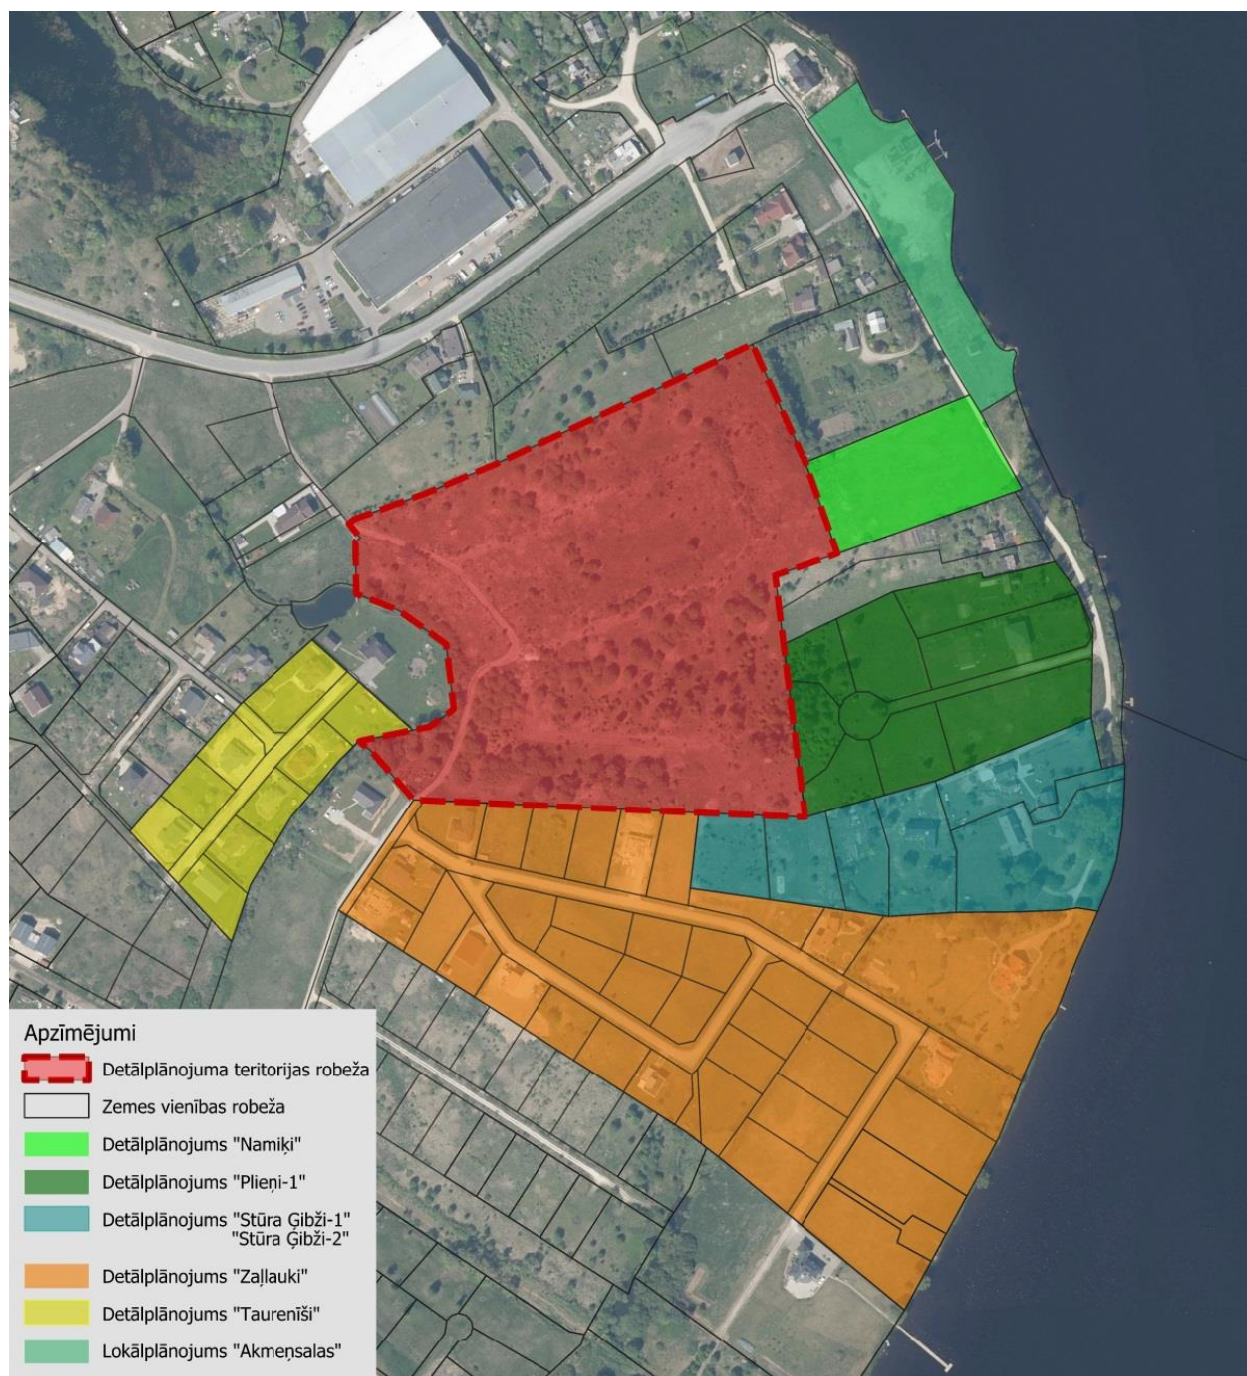 Apzīmējumi
Detālplānojuma teritorijas robeža
Zemes vienības robeža
Detālplānojums "Namiķi"
Detālplānojums "Plieņi-1"
Detālplānojums "Stūra Ģibži-1"
"Stūra Ģibži-2"
Detālplānojums "Zaļlauki"
Detālplānojums "Taurenīši"
Lokālplānojums "Akmeņsalas"